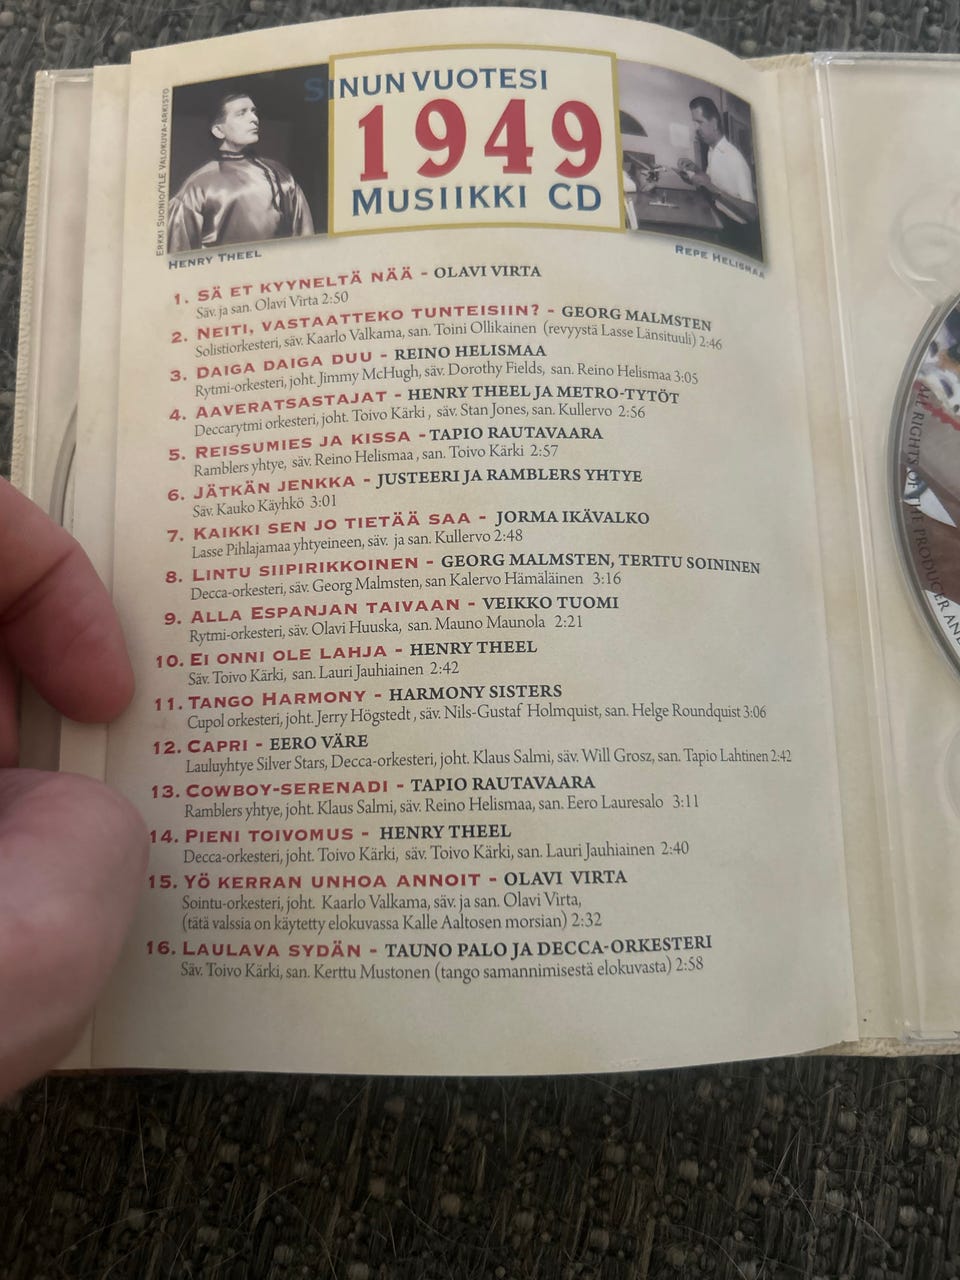 SINUN VUOTESI
1949
MUSIIKKI CD
ERKKI SUONIO/YLE VALOKUVA-ARKISTO
HENRY THEEL
REPE HELISMAA
1. SÄ ET KYYNELTÄ NÄÄ - OLAVI VIRTA
Säv. ja san. Olavi Virta 2:50
2. NEITI, VASTAATTEKO TUNTEISIIN? - GEORG MALMSTEN
Solistiorkesteri, säv. Kaarlo Valkama, san. Toini Ollikainen (revyystä Lasse Länsituuli) 2:46
3. DAIGA DAIGA DUU - REINO HELISMAA
Rytmi-orkesteri, joht. Jimmy McHugh, säv. Dorothy Fields, san. Reino Helismaa 3:05
4. AAVERATSASTAJAT - HENRY THEEL JA METRO-TYTÖT
Deccarytmi orkesteri, joht. Toivo Kärki , säv. Stan Jones, san. Kullervo 2:56
5. REISSUMIES JA KISSA - TAPIO RAUTAVAARA
Ramblers yhtye, säv. Reino Helismaa , san. Toivo Kärki 2:57
6. JÄTKÄN JENKKA - JUSTEERI JA RAMBLERS YHTYE
Säv. Kauko Käyhkö 3:01
7. KAIKKI SEN JO TIETÄÄ SAA - JORMA IKÄVALKO
Lasse Pihlajamaa yhtyeineen, säv. ja san. Kullervo 2:48
8. LINTU SIIPIRIKKOINEN - GEORG MALMSTEN, TERTTU SOININEN
Decca-orkesteri, säv. Georg Malmsten, san Kalervo Hämäläinen 3:16
9. ALLA ESPANJAN TAIVAAN - VEIKKO TUOMI
Rytmi-orkesteri, säv. Olavi Huuska, san. Mauno Maunola 2:21
10. EI ONNI OLE LAHJA - HENRY THEEL
Säv. Toivo Kärki, san. Lauri Jauhiainen 2:42
11. TANGO HARMONY - HARMONY SISTERS
Cupol orkesteri, joht. Jerry Högstedt , säv. Nils-Gustaf Holmquist, san. Helge Roundquist 3:06
12. CAPRI - EERO VÄRE
Lauluyhtye Silver Stars, Decca-orkesteri, joht. Klaus Salmi, säv. Will Grosz, san. Tapio Lahtinen 2:42
13. COWBOY-SERENADI - TAPIO RAUTAVAARA
Ramblers yhtye, joht. Klaus Salmi, säv. Reino Helismaa, san. Eero Lauresalo 3:11
14. PIENI TOIVOMUS - HENRY THEEL
Decca-orkesteri, joht. Toivo Kärki, säv. Toivo Kärki, san. Lauri Jauhiainen 2:40
15. YÖ KERRAN UNHOA ANNOIT - OLAVI VIRTA
Sointu-orkesteri, joht. Kaarlo Valkama, säv. ja san. Olavi Virta,
(tätä valssia on käytetty elokuvassa Kalle Aaltosen morsian) 2:32
16. LAULAVA SYDÄN - TAUNO PALO JA DECCA-ORKESTERI
Säv. Toivo Kärki, san. Kerttu Mustonen (tango samannimisestä elokuvasta) 2:58
ALL RIGHTS OF THE PRODUCER AND